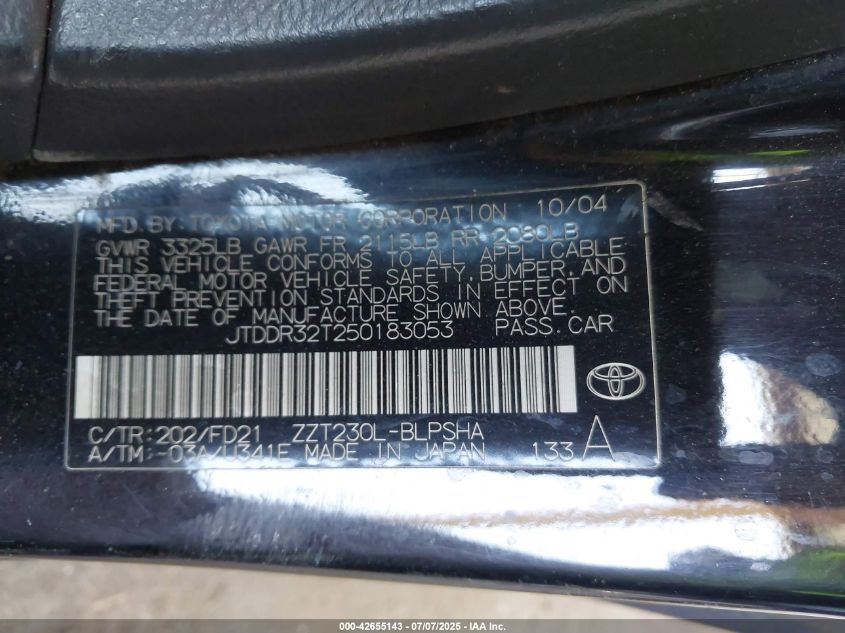 MFD. BY TOYOTA MOTOR CORPORATION 10/04
GVWR 3325LB GAWR FR 2115LB RR 2080LB
THIS VEHICLE CONFORMS TO ALL APPLICABLE
FEDERAL MOTOR VEHICLE SAFETY, BUMPER, AND
THEFT PREVENTION STANDARDS IN EFFECT ON
THE DATE OF MANUFACTURE SHOWN ABOVE.
JTDDR32T250183053 PASS. CAR
C/TR: 202/FD21 ZZT230L-BLPSHA
A/TM: -03A/U341E MADE IN JAPAN 133 A
000-42655143 - 07/07/2025 - IAA Inc.